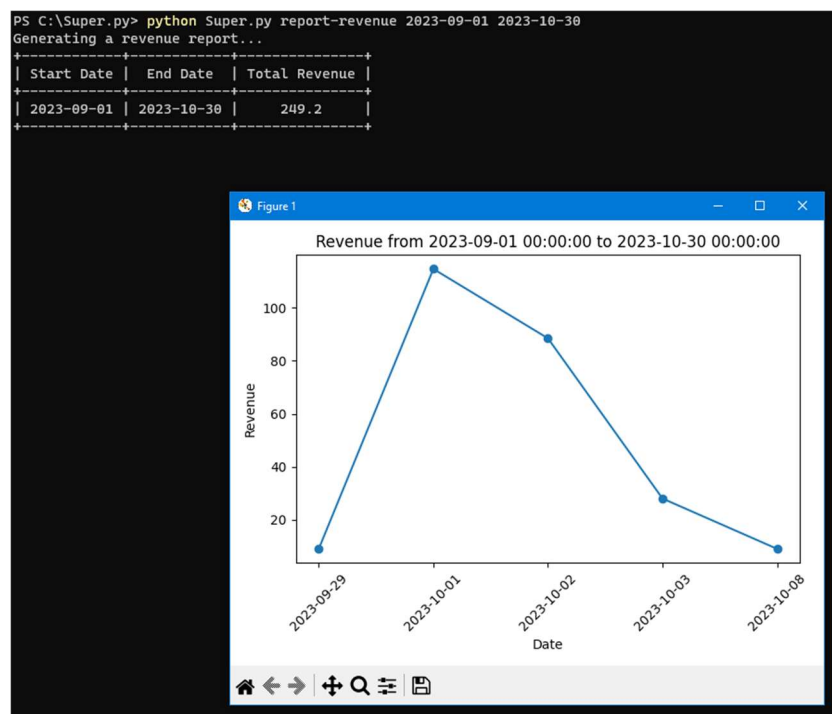 PS C:\Super.py> python Super.py report-revenue 2023-09-01 2023-10-30
Generating a revenue report...
+------------+------------+---------------+
| Start Date |  End Date  | Total Revenue |
+------------+------------+---------------+
| 2023-09-01 | 2023-10-30 |     249.2     |
+------------+------------+---------------+
Figure 1
Revenue from 2023-09-01 00:00:00 to 2023-10-30 00:00:00
100
80
60
40
20
Revenue
2023-09-29
2023-10-01
2023-10-02
2023-10-03
2023-10-08
Date